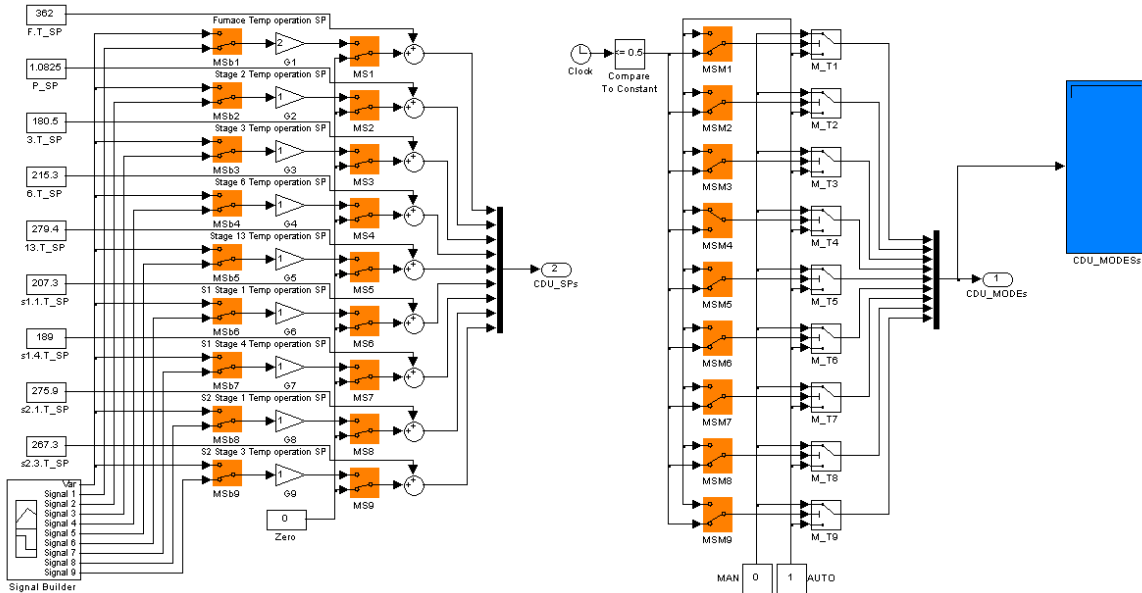 362
F.T_SP
Furnace Temp operation SP
2
MSb1
G1
MS1
1.0825
P_SP
Stage 2 Temp operation SP
1
MSb2
G2
MS2
180.5
3.T_SP
Stage 3 Temp operation SP
1
MSb3
G3
MS3
215.3
6.T_SP
Stage 6 Temp operation SP
1
MSb4
G4
MS4
279.4
13.T_SP
Stage 13 Temp operation SP
1
MSb5
G5
MS5
207.3
s1.1.T_SP
S1 Stage 1 Temp operation SP
1
MSb6
G6
MS6
189
s1.4.T_SP
S1 Stage 4 Temp operation SP
1
MSb7
G7
MS7
275.9
s2.1.T_SP
S2 Stage 1 Temp operation SP
1
MSb8
G8
MS8
267.3
s2.3.T_SP
S2 Stage 3 Temp operation SP
1
MSb9
G9
MS9
Var
Signal 1
Signal 2
Signal 3
Signal 4
Signal 5
Signal 6
Signal 7
Signal 8
Signal 9
Signal Builder
0
Zero
2
CDU_SPs
Clock
<= 0.5
Compare
To Constant
MSM1
M_T1
MSM2
M_T2
MSM3
M_T3
MSM4
M_T4
MSM5
M_T5
MSM6
M_T6
MSM7
M_T7
MSM8
M_T8
MSM9
M_T9
MAN
0
1
AUTO
1
CDU_MODEs
CDU_MODESs